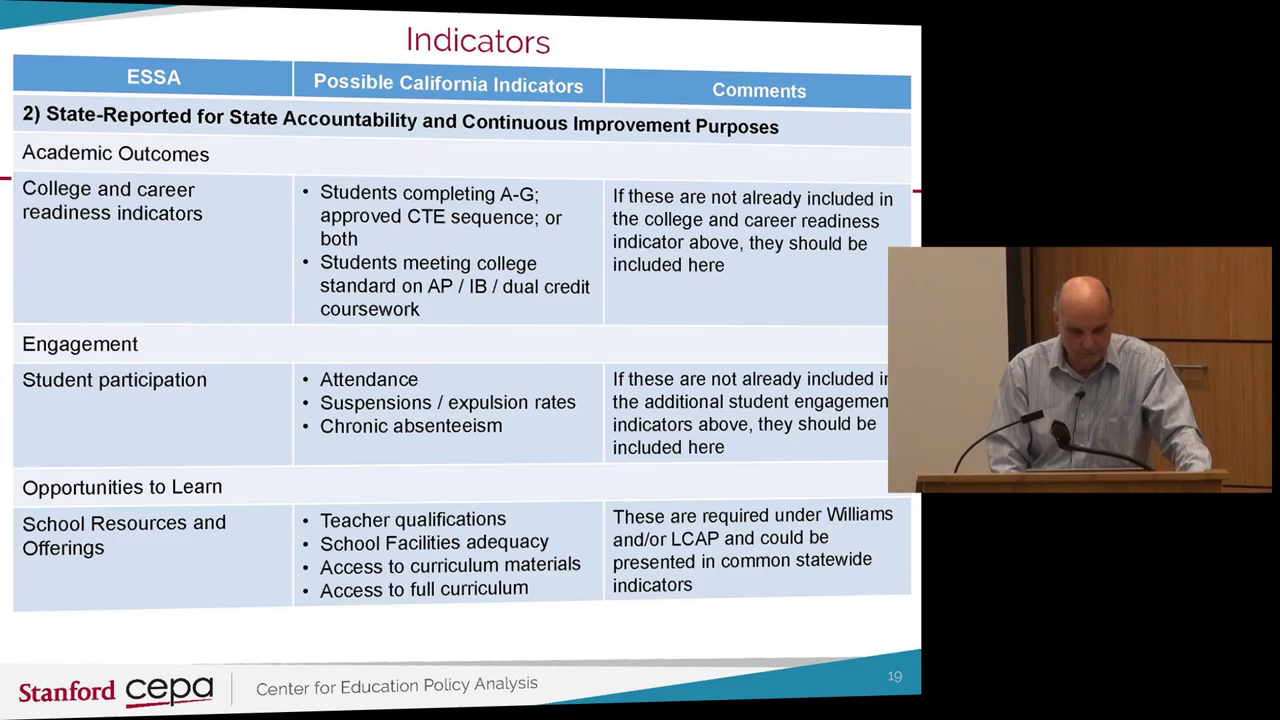 Indicators
ESSA
Possible California Indicators
Comments
2) State-Reported for State Accountability and Continuous Improvement Purposes
Academic Outcomes
College and career
readiness indicators
• Students completing A-G;
approved CTE sequence; or
both
• Students meeting college
standard on AP / IB / dual credit
coursework
If these are not already included in
the college and career readiness
indicator above, they should be
included here
Engagement
Student participation
• Attendance
• Suspensions / expulsion rates
• Chronic absenteeism
If these are not already included in
the additional student engagemen
indicators above, they should be
included here
Opportunities to Learn
School Resources and
Offerings
• Teacher qualifications
• School Facilities adequacy
• Access to curriculum materials
• Access to full curriculum
These are required under Williams
and/or LCAP and could be
presented in common statewide
indicators
Stanford cepa
Center for Education Policy Analysis
19